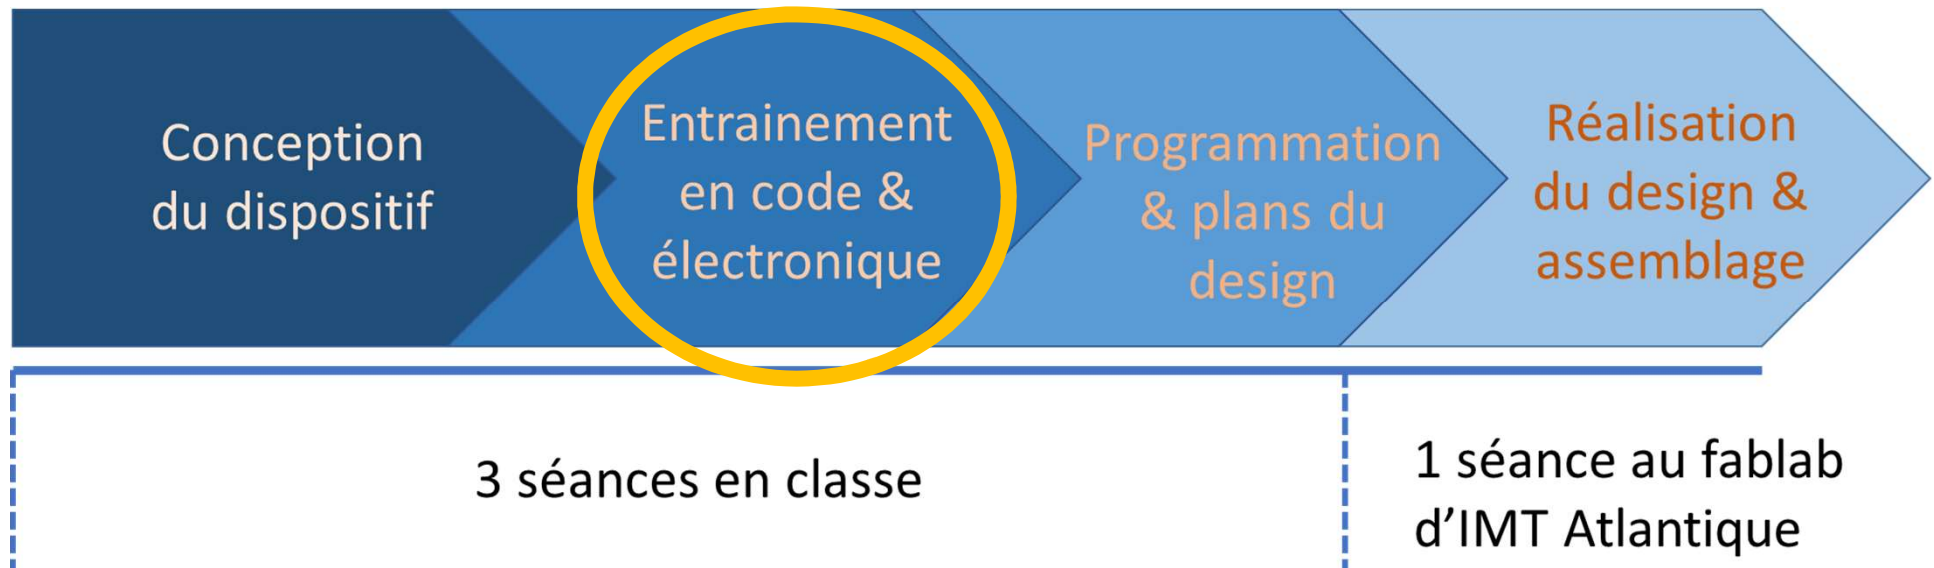 Conception
du dispositif
Entrainement
en code &
électronique
Programmation
& plans du
design
Réalisation
du design &
assemblage
3 séances en classe
1 séance au fablab
d’IMT Atlantique